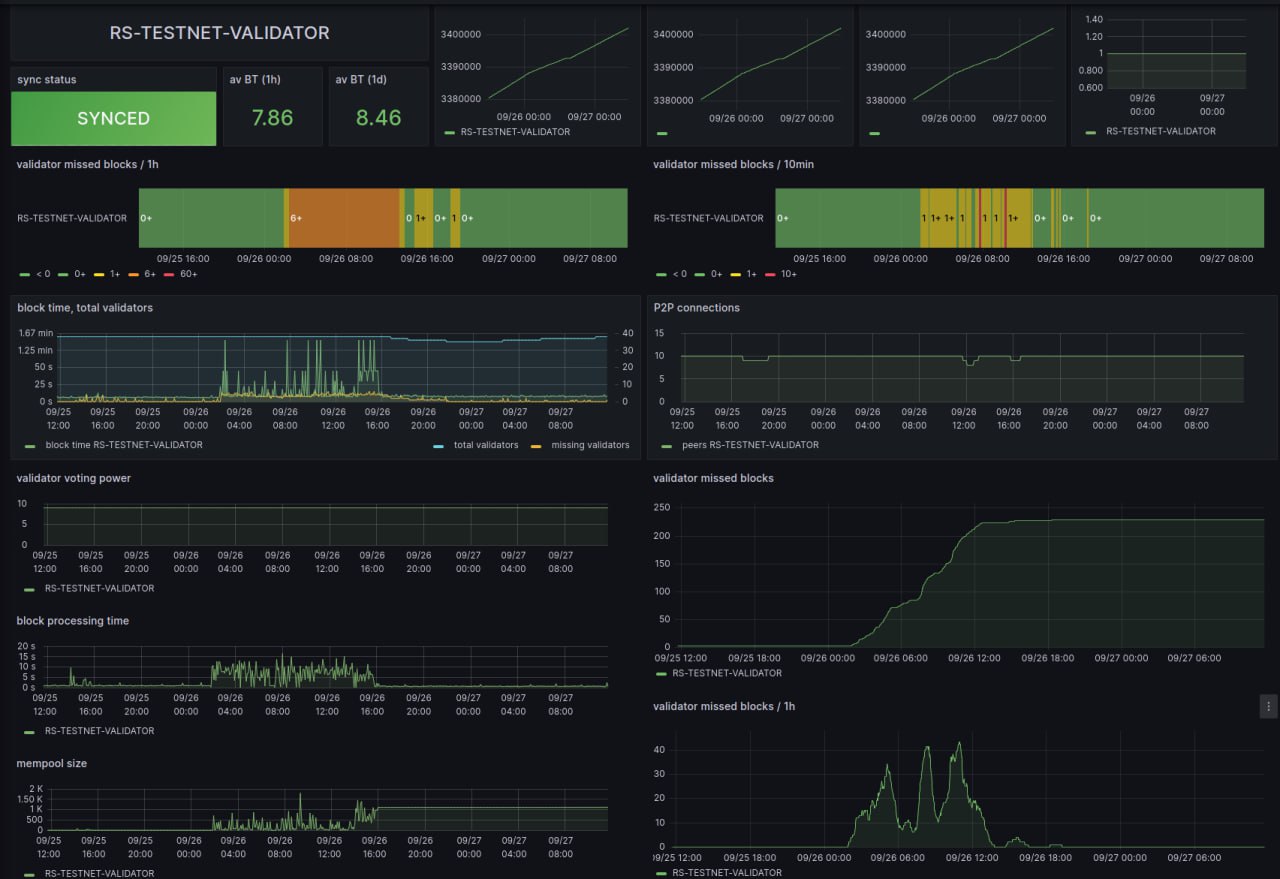 RS-TESTNET-VALIDATOR
sync status
SYNCED
av BT (1h)
7.86
av BT (1d)
8.46
3400000
3390000
3380000
09/26 00:00 09/27 00:00
RS-TESTNET-VALIDATOR
3400000
3390000
3380000
09/26 00:00 09/27 00:00
3400000
3390000
3380000
09/26 00:00 09/27 00:00
1.40
1.20
1
0.800
0.600
09/26 09/27
00:00 00:00
RS-TESTNET-VALIDATOR
validator missed blocks / 1h
RS-TESTNET-VALIDATOR
0+ 6+ 0 1+ 0+ 1 0+
09/25 16:00 09/26 00:00 09/26 08:00 09/26 16:00 09/27 00:00 09/27 08:00
< 0 0+ 1+ 6+ 60+
validator missed blocks / 10min
RS-TESTNET-VALIDATOR
0+ 1 1+ 1+ 1 1 1 1+ 0+ 0+ 0+
09/25 16:00 09/26 00:00 09/26 08:00 09/26 16:00 09/27 00:00 09/27 08:00
< 0 0+ 1+ 10+
block time, total validators
1.67 min 40
1.25 min 30
50 s 20
25 s 10
0 s 0
09/25 09/25 09/25 09/26 09/26 09/26 09/26 09/26 09/26 09/27 09/27 09/27
12:00 16:00 20:00 00:00 04:00 08:00 12:00 16:00 20:00 00:00 04:00 08:00
block time RS-TESTNET-VALIDATOR total validators missing validators
P2P connections
15
10
5
0
09/25 09/25 09/25 09/26 09/26 09/26 09/26 09/26 09/26 09/27 09/27 09/27
12:00 16:00 20:00 00:00 04:00 08:00 12:00 16:00 20:00 00:00 04:00 08:00
peers RS-TESTNET-VALIDATOR
validator voting power
10
5
0
09/25 09/25 09/25 09/26 09/26 09/26 09/26 09/26 09/26 09/27 09/27 09/27
12:00 16:00 20:00 00:00 04:00 08:00 12:00 16:00 20:00 00:00 04:00 08:00
RS-TESTNET-VALIDATOR
validator missed blocks
250
200
150
100
50
0
09/25 12:00 09/25 18:00 09/26 00:00 09/26 06:00 09/26 12:00 09/26 18:00 09/27 00:00 09/27 06:00
RS-TESTNET-VALIDATOR
block processing time
20 s
15 s
10 s
5 s
0 s
09/25 09/25 09/25 09/26 09/26 09/26 09/26 09/26 09/26 09/27 09/27 09/27
12:00 16:00 20:00 00:00 04:00 08:00 12:00 16:00 20:00 00:00 04:00 08:00
RS-TESTNET-VALIDATOR
validator missed blocks / 1h
40
30
20
10
0
09/25 12:00 09/25 18:00 09/26 00:00 09/26 06:00 09/26 12:00 09/26 18:00 09/27 00:00 09/27 06:00
RS-TESTNET-VALIDATOR
mempool size
2 K
1.50 K
1 K
500
0
09/25 09/25 09/25 09/26 09/26 09/26 09/26 09/26 09/26 09/27 09/27 09/27
12:00 16:00 20:00 00:00 04:00 08:00 12:00 16:00 20:00 00:00 04:00 08:00
RS-TESTNET-VALIDATOR